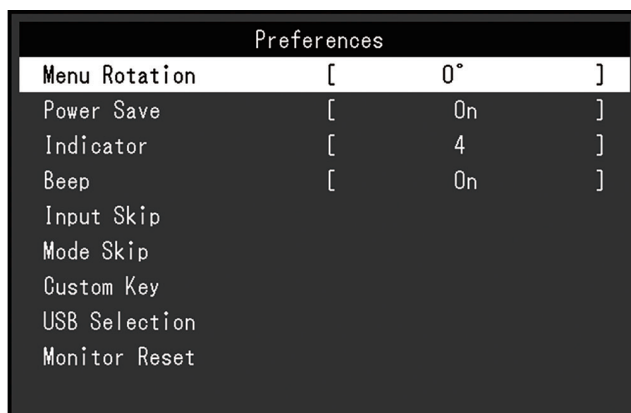 Preferences
Menu Rotation [ 0° ]
Power Save [ On ]
Indicator [ 4 ]
Beep [ On ]
Input Skip
Mode Skip
Custom Key
USB Selection
Monitor Reset